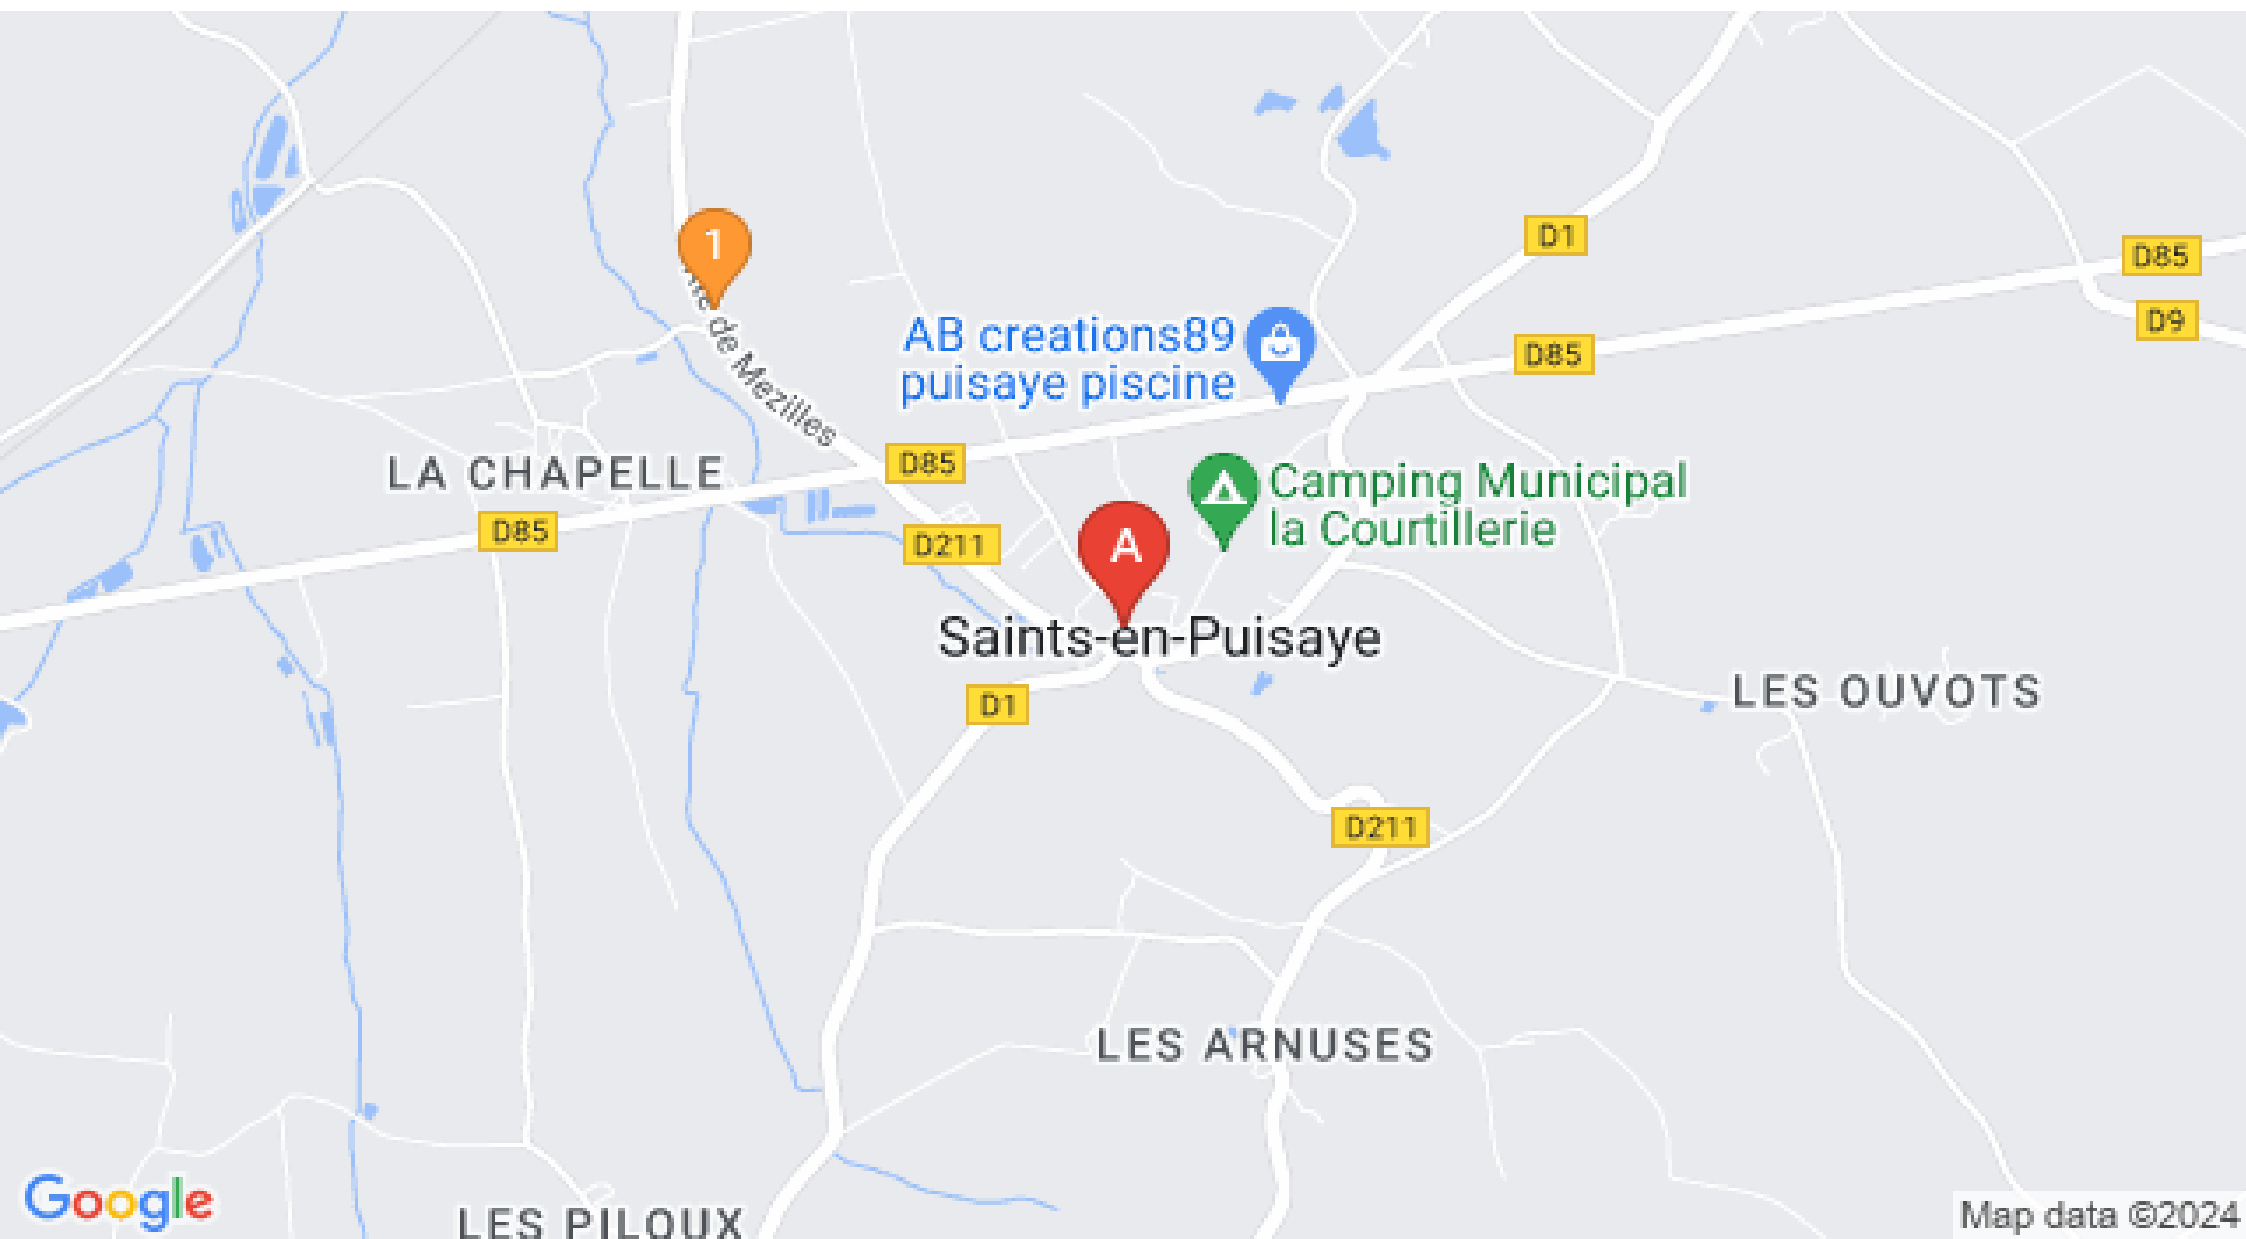 1
D1
D85
D9
de Mezilles
AB creations89
puisaye piscine
D85
D85
LA CHAPELLE
Camping Municipal
la Courtillerie
D85
D211
A
Saints-en-Puisaye
D1
LES OUVOTS
D211
LES ARNUSES
Google
LES PILOUX
Map data ©2024